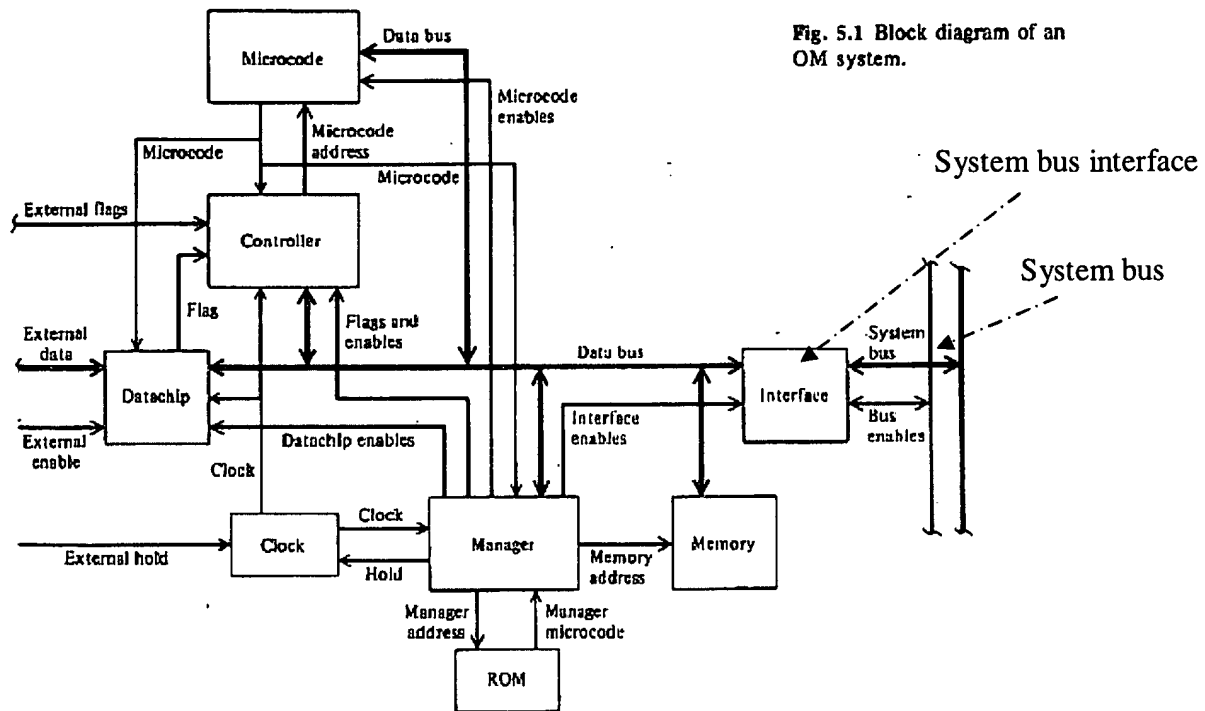 Fig. 5.1 Block diagram of an
OM system.
Data bus
Microcode
Microcode
enables
Microcode
address
Microcode
Microcode
System bus interface
External flags
Controller
System bus
Flag
Flags and
enables
External
data
Data bus
System
bus
Datachip
Interface
Interface
enables
Bus
enables
External
enable
Datachip enables
Clock
Clock
External hold
Clock
Hold
Manager
Memory
address
Memory
Manager
address
Manager
microcode
ROM